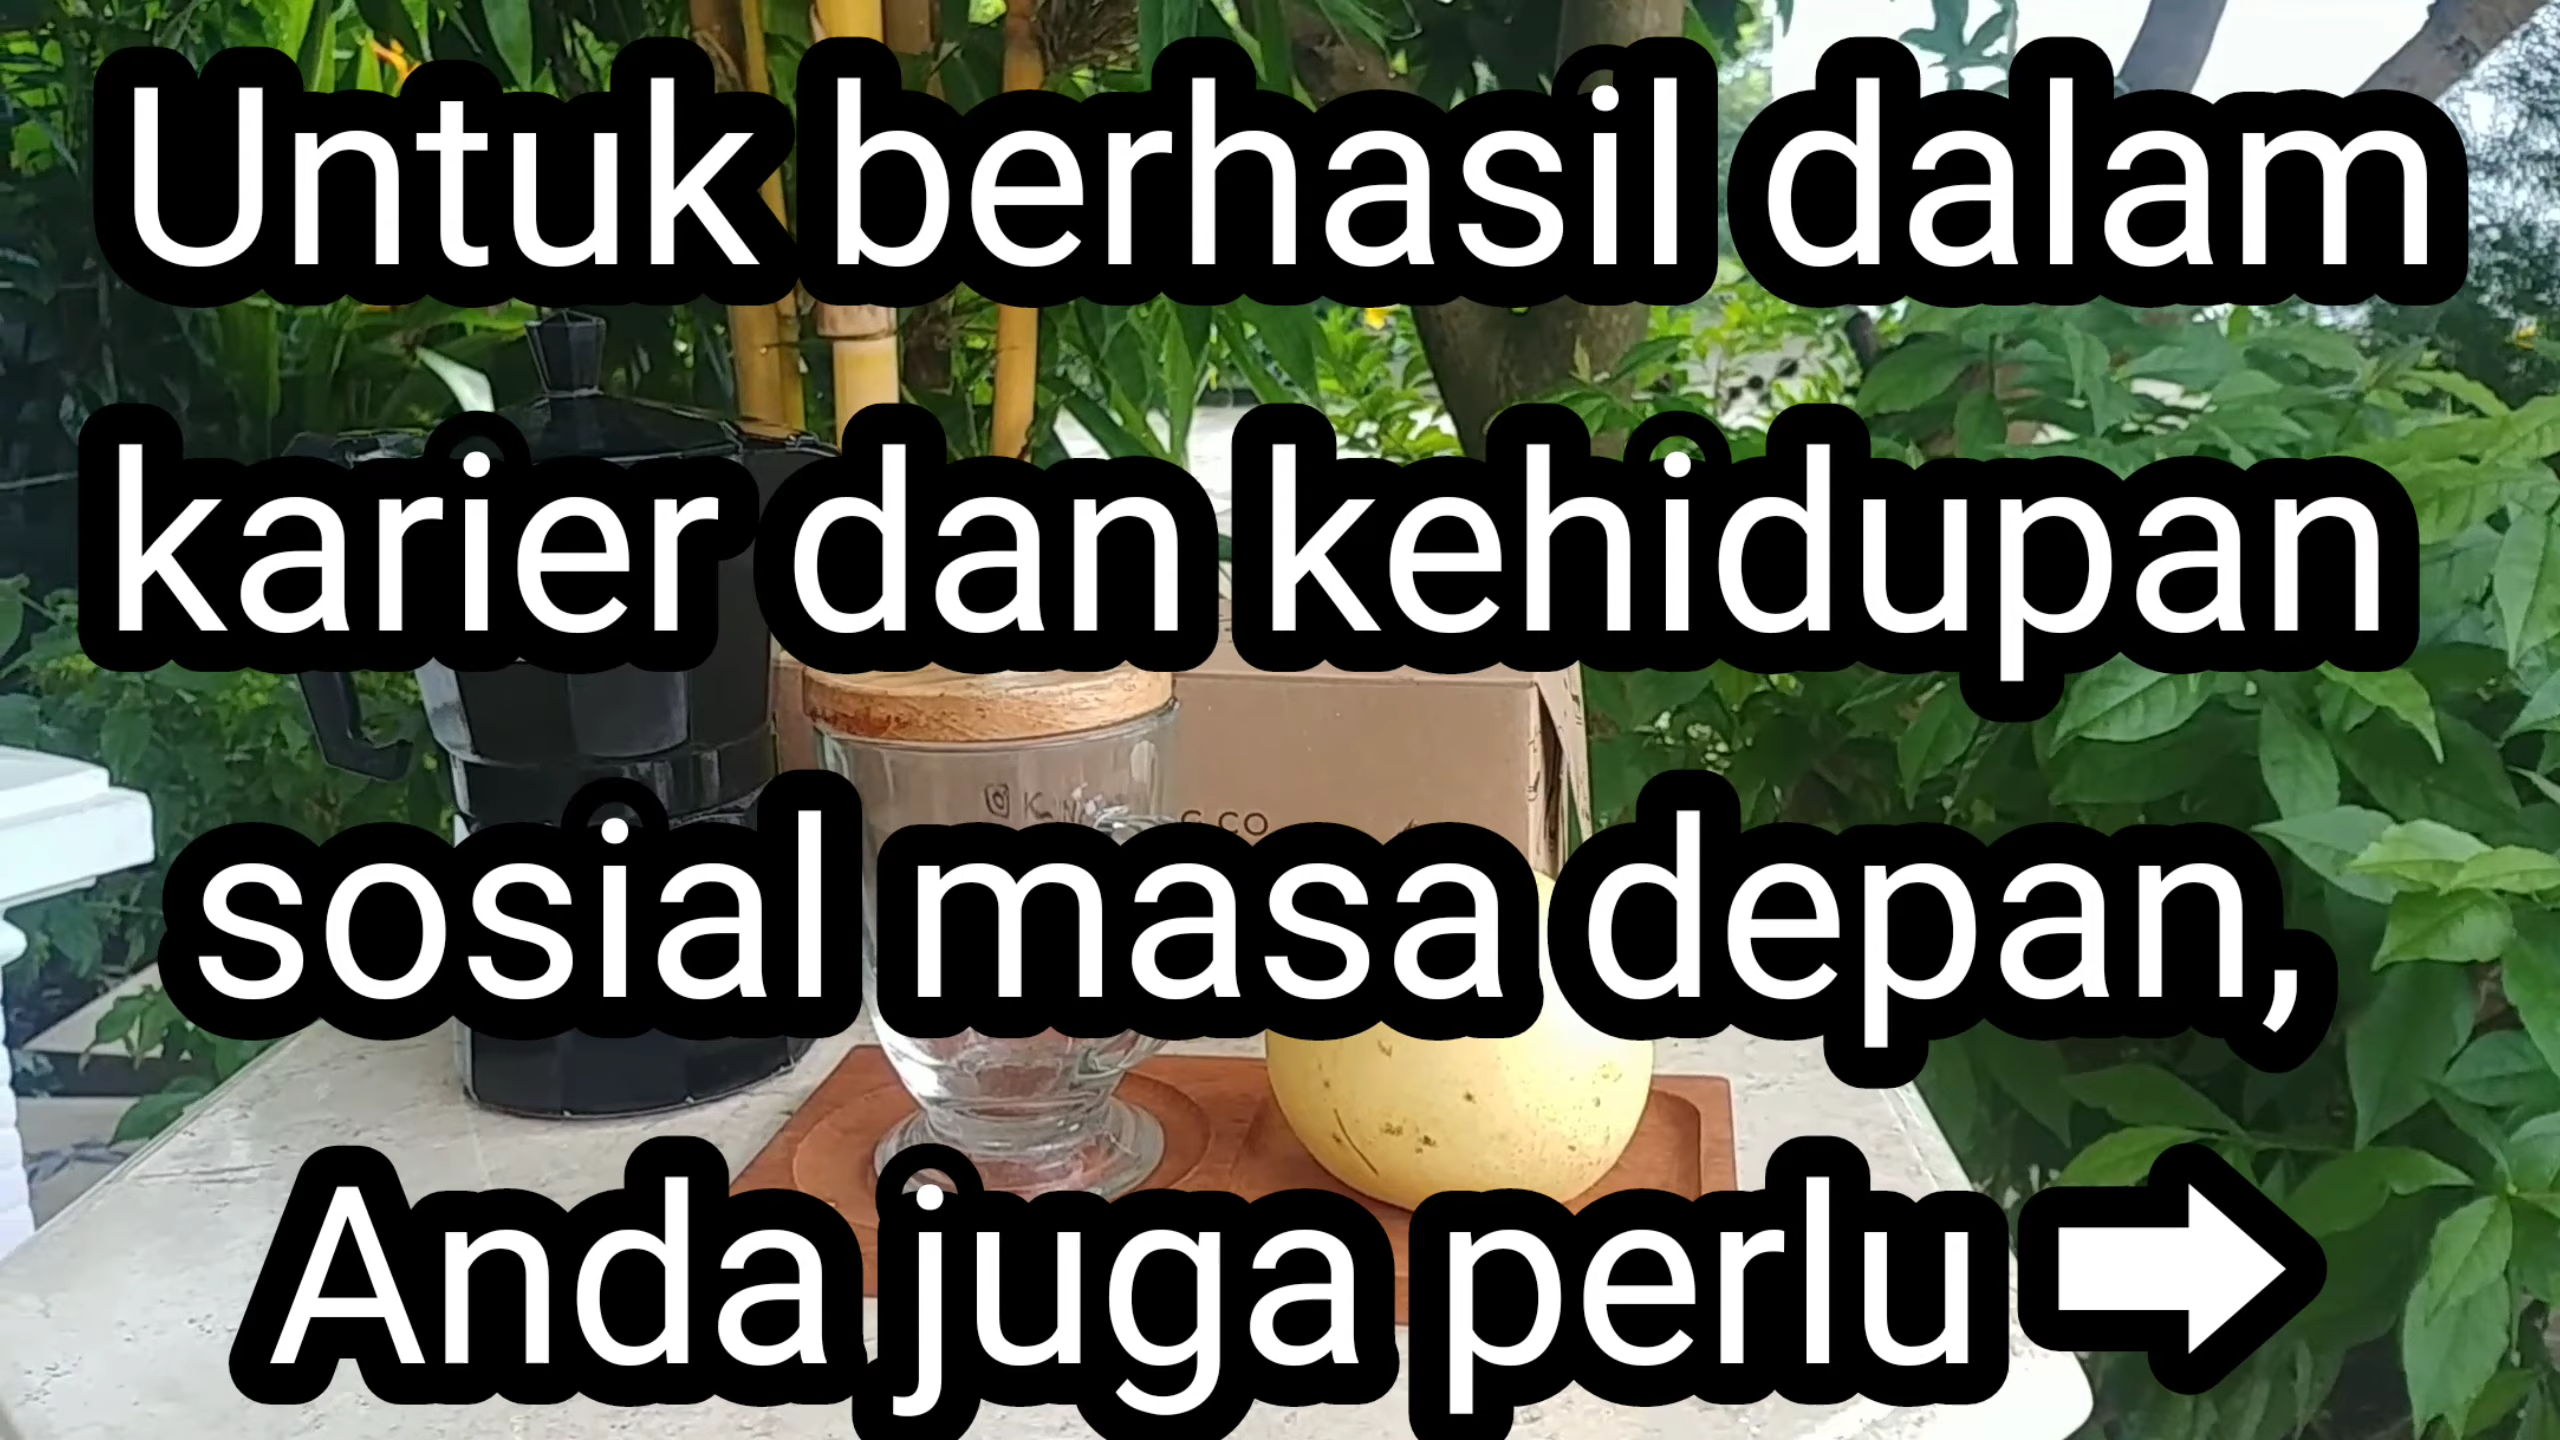 Untuk berhasil dalam
karier dan kehidupan
sosial masa depan,
Anda juga perlu ➡